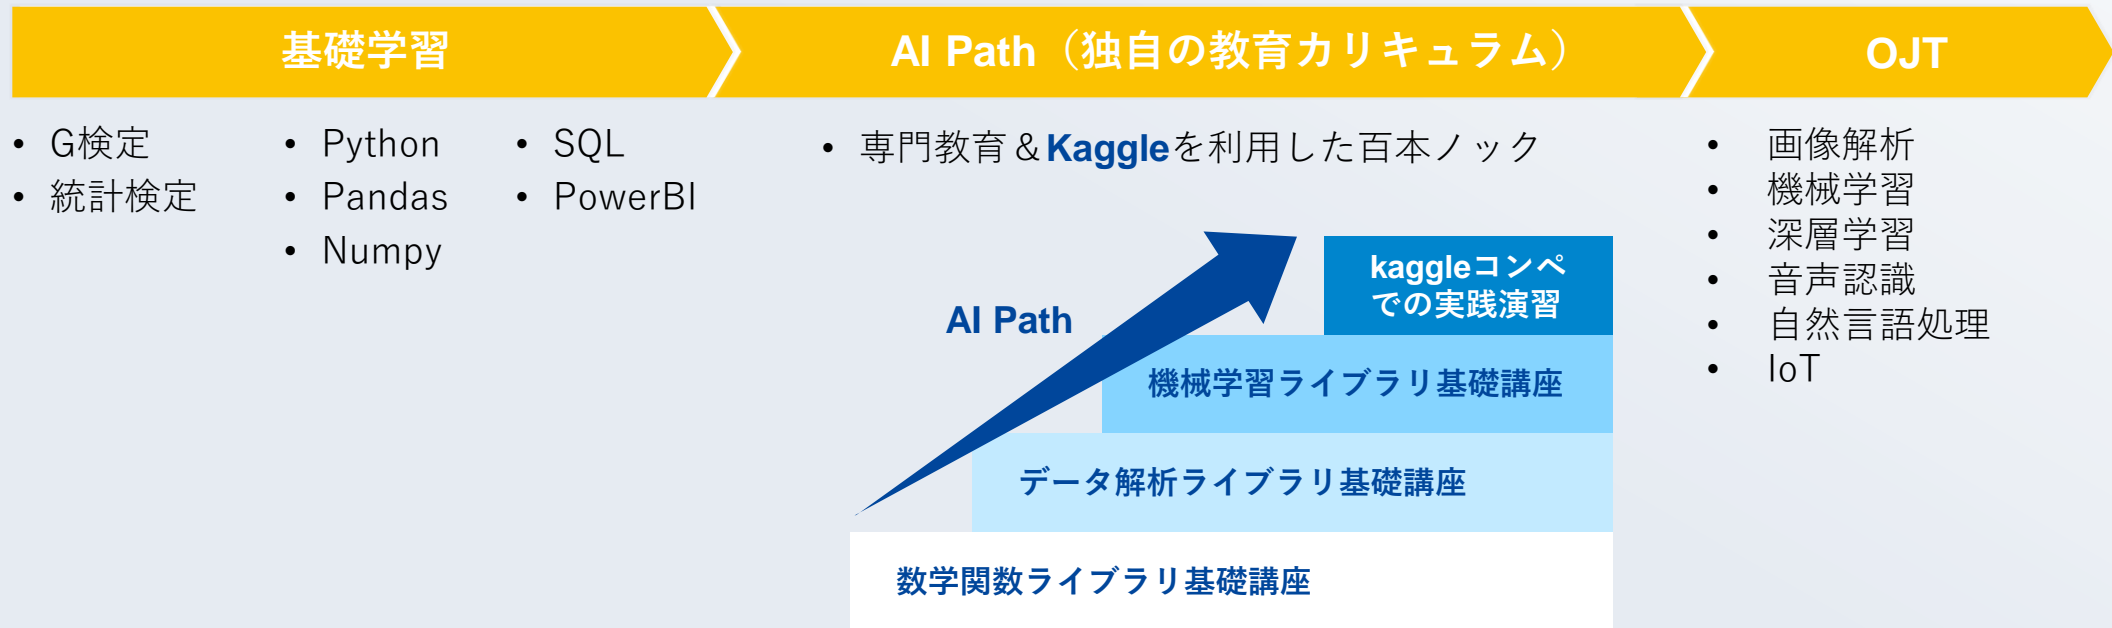 基礎学習
AI Path（独自の教育カリキュラム）
OJT
• G検定
• 統計検定
• Python
• Pandas
• Numpy
• SQL
• PowerBI
• 専門教育＆Kaggleを利用した百本ノック
AI Path
kaggleコンペ
での実践演習
機械学習ライブラリ基礎講座
データ解析ライブラリ基礎講座
数学関数ライブラリ基礎講座
• 画像解析
• 機械学習
• 深層学習
• 音声認識
• 自然言語処理
• IoT